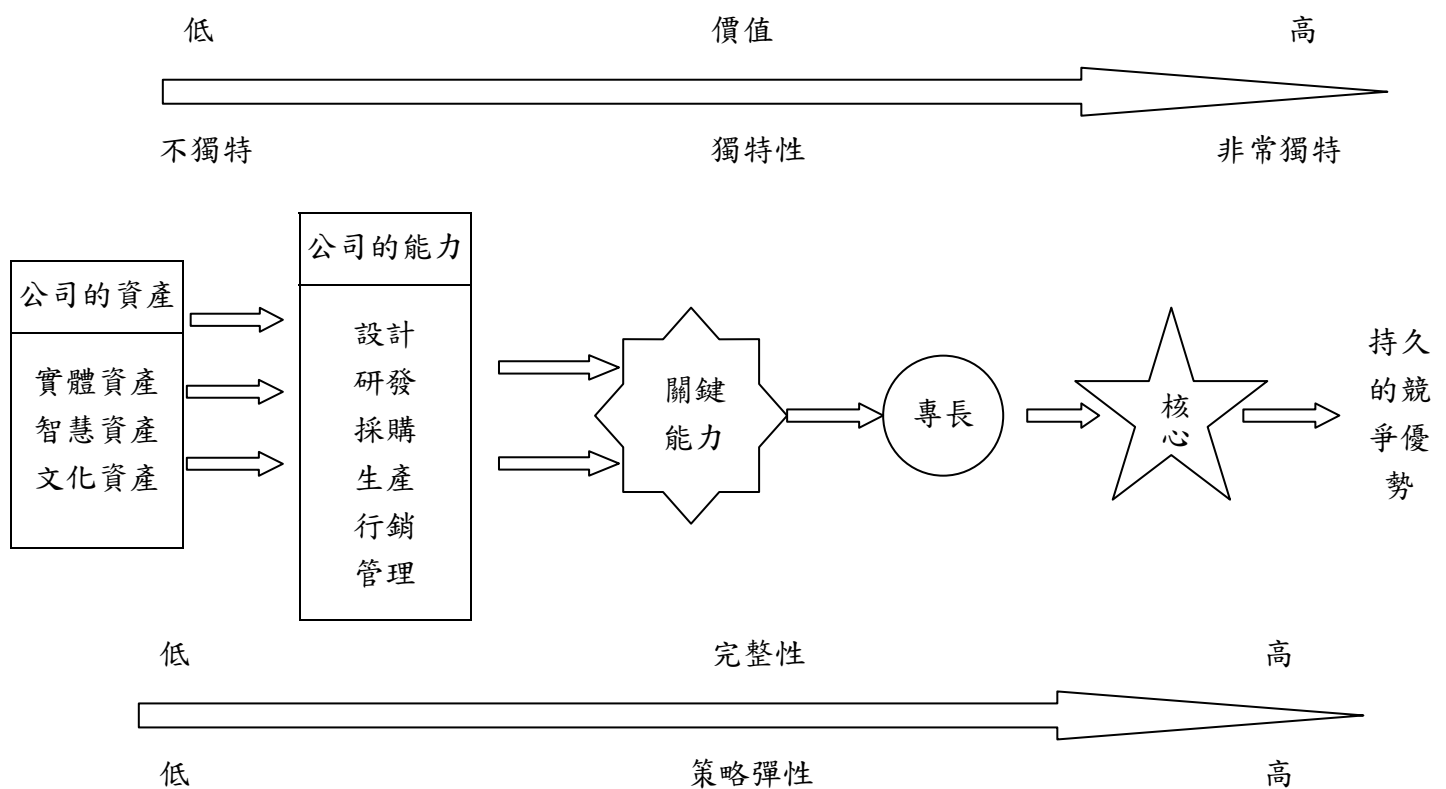 低 價值 高
不獨特 獨特性 非常獨特
公司的資產
實體資產
智慧資產
文化資產
公司的能力
設計
研發
採購
生產
行銷
管理
關鍵
能力
專長
核
心
持久
的競
爭優
勢
低 完整性 高
低 策略彈性 高